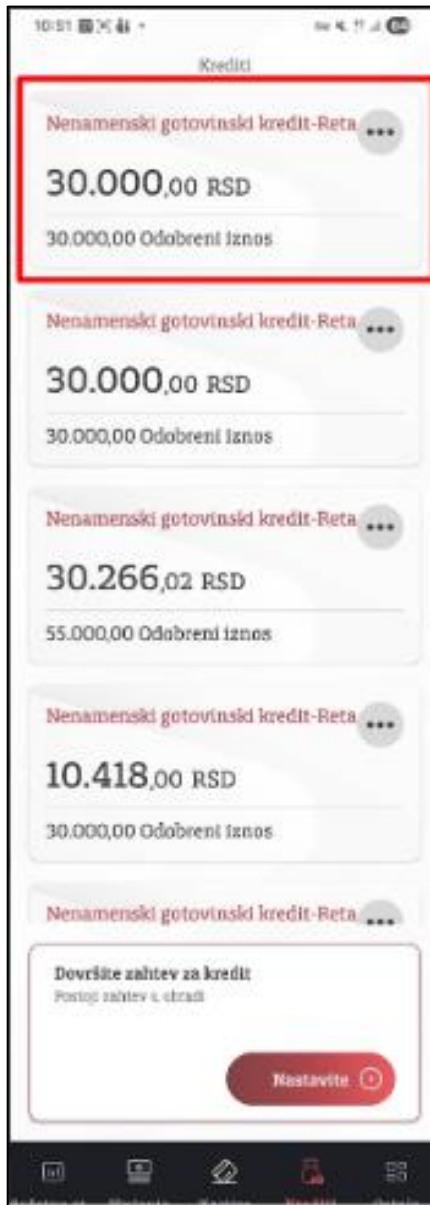 10:51
64
Krediti
Nenamenski gotovinski kredit-Reta
30.000,00 RSD
30.000,00 Odobreni iznos
Nenamenski gotovinski kredit-Reta
30.000,00 RSD
30.000,00 Odobreni iznos
Nenamenski gotovinski kredit-Reta
30.266,02 RSD
55.000,00 Odobreni iznos
Nenamenski gotovinski kredit-Reta
10.418,00 RSD
30.000,00 Odobreni iznos
Nenamenski gotovinski kredit-Reta
Dovršite zahtev za kredit
Postoji zahtev u obradi
Nastavite